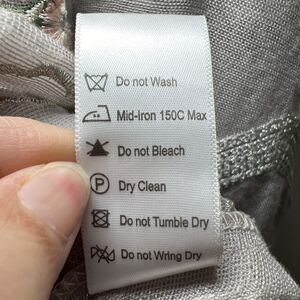 Do not Wash
Mid-Iron 150C Max
Do not Bleach
P Dry Clean
Do not Tumble Dry
Do not Wring Dry